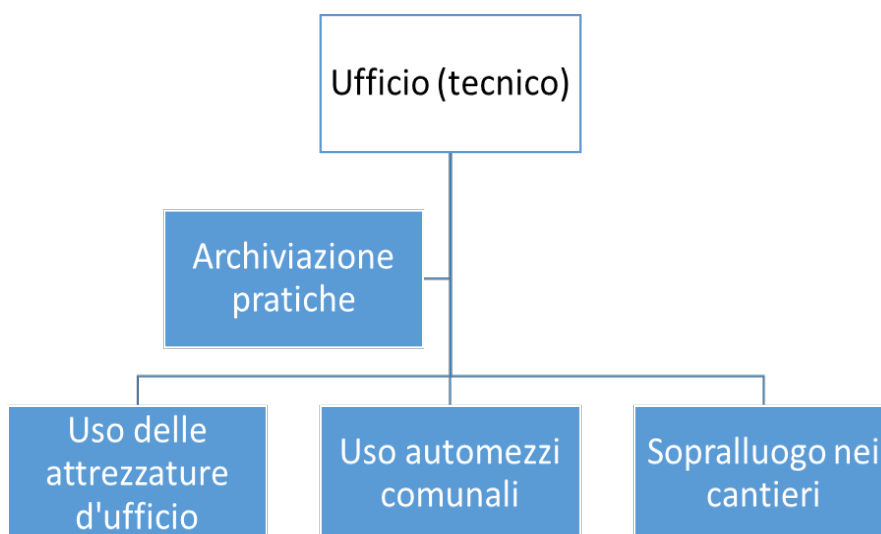 Ufficio (tecnico)
Archiviazione
pratiche
Uso delle
attrezzature
d'ufficio
Uso automezzi
comunali
Sopralluogo nei
cantieri